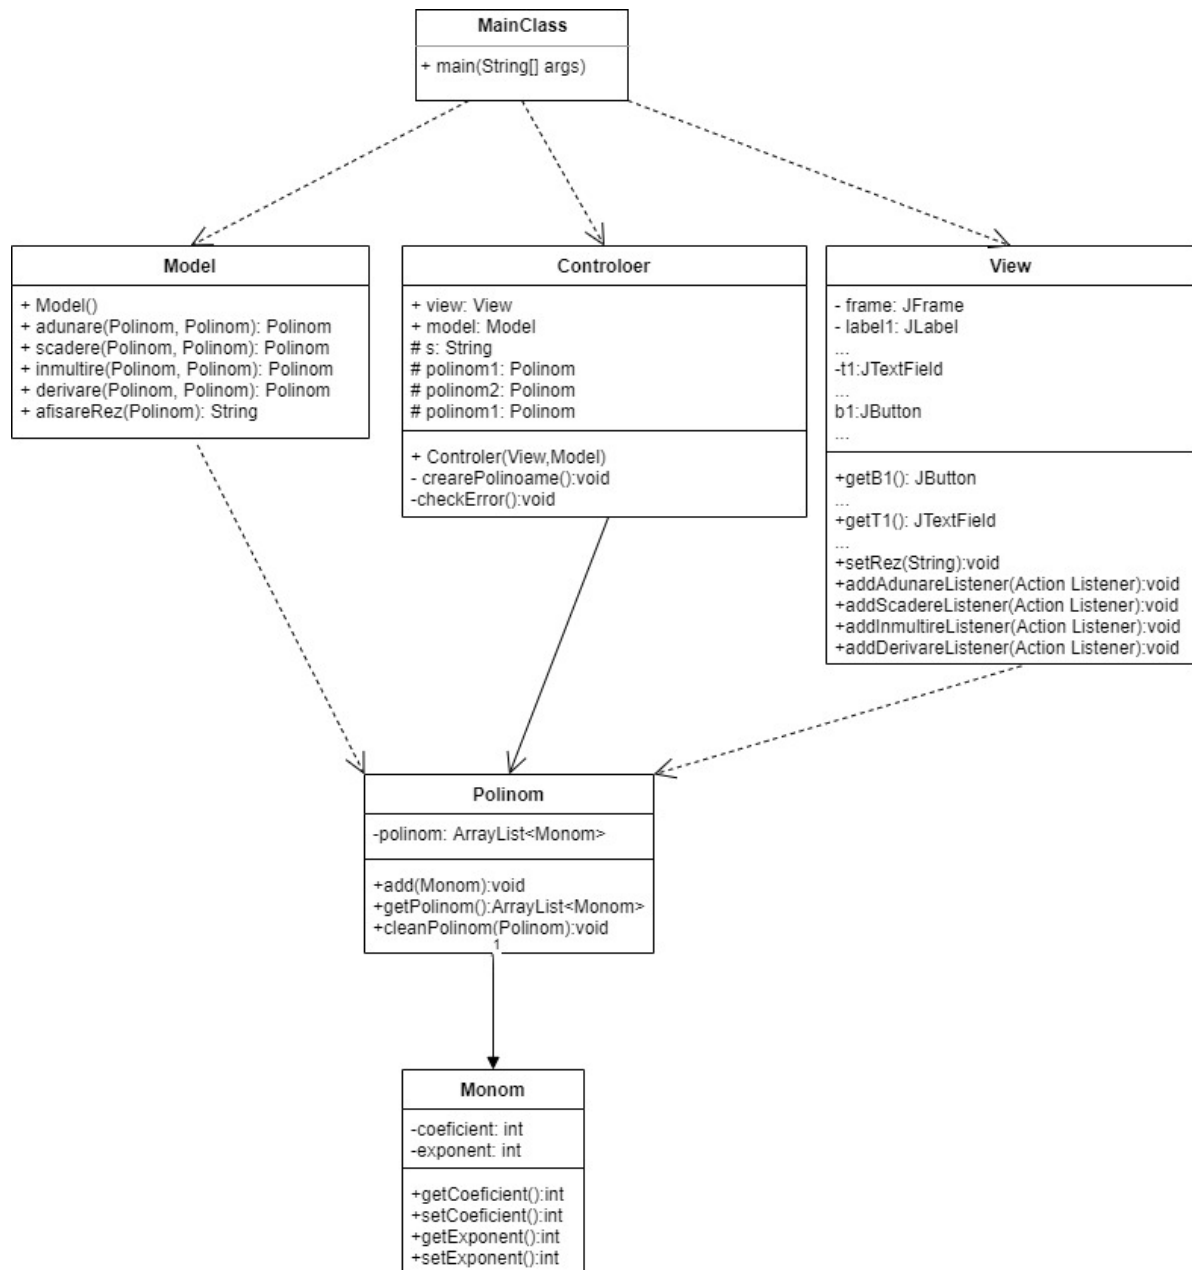 MainClass
+ main(String[] args)
Model
+ Model()
+ adunare(Polinom, Polinom): Polinom
+ scadere(Polinom, Polinom): Polinom
+ inmultire(Polinom, Polinom): Polinom
+ derivare(Polinom, Polinom): Polinom
+ afisareRez(Polinom): String
Controloer
+ view: View
+ model: Model
# s: String
# polinom1: Polinom
# polinom2: Polinom
# polinom1: Polinom
+ Controler(View,Model)
- crearePolinoame():void
-checkError():void
View
- frame: JFrame
- label1: JLabel
...
-t1:JTextField
...
b1:JButton
...
+getB1(): JButton
...
+getT1(): JTextField
...
+setRez(String):void
+addAdunareListener(Action Listener):void
+addScadereListener(Action Listener):void
+addInmultireListener(Action Listener):void
+addDerivareListener(Action Listener):void
Polinom
-polinom: ArrayList<Monom>
+add(Monom):void
+getPolinom():ArrayList<Monom>
+cleanPolinom(Polinom):void
1
Monom
-coeficient: int
-exponent: int
+getCoeficient():int
+setCoeficient():int
+getExponent():int
+setExponent():int